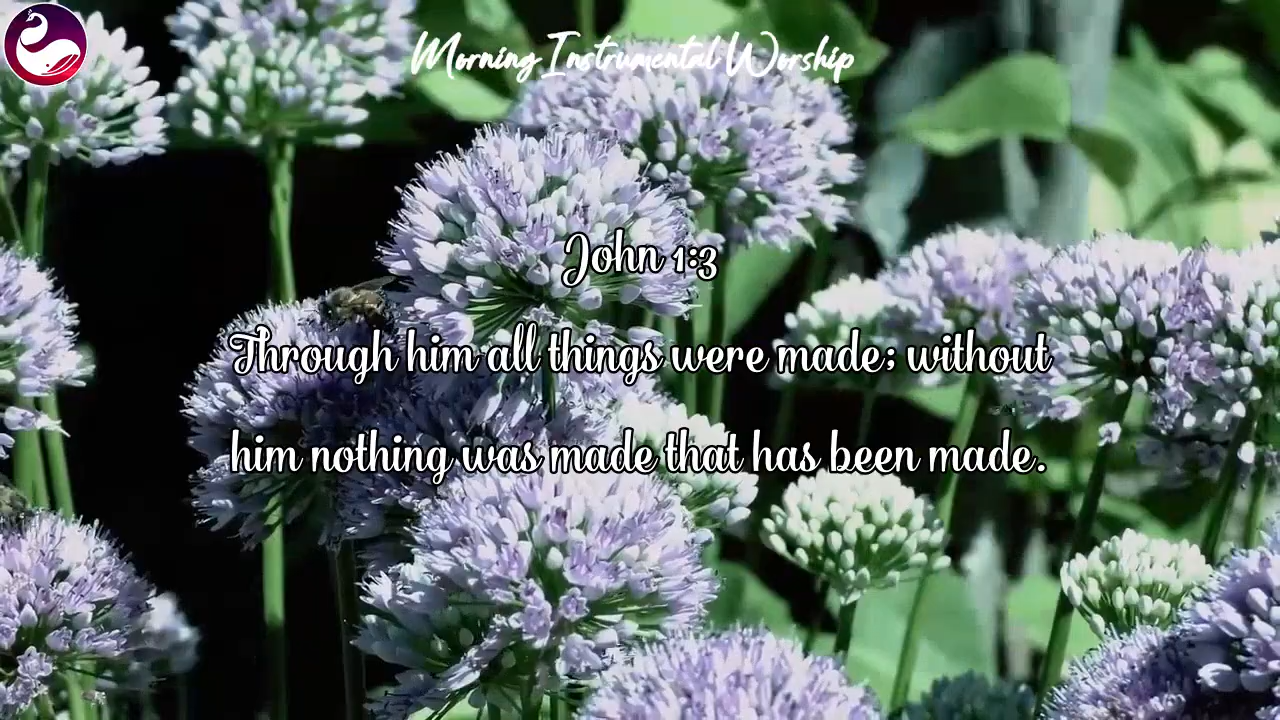 Morning Instrumental Worship
John 1:3
Through him all things were made; without
him nothing was made that has been made.